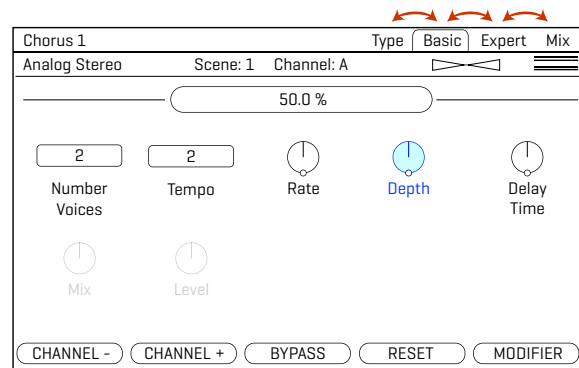 Chorus 1 Type Basic Expert Mix
Analog Stereo Scene: 1 Channel: A
50.0 %
2 2
Number Voices Tempo Rate Depth Delay Time
Mix Level
CHANNEL - CHANNEL + BYPASS RESET MODIFIER